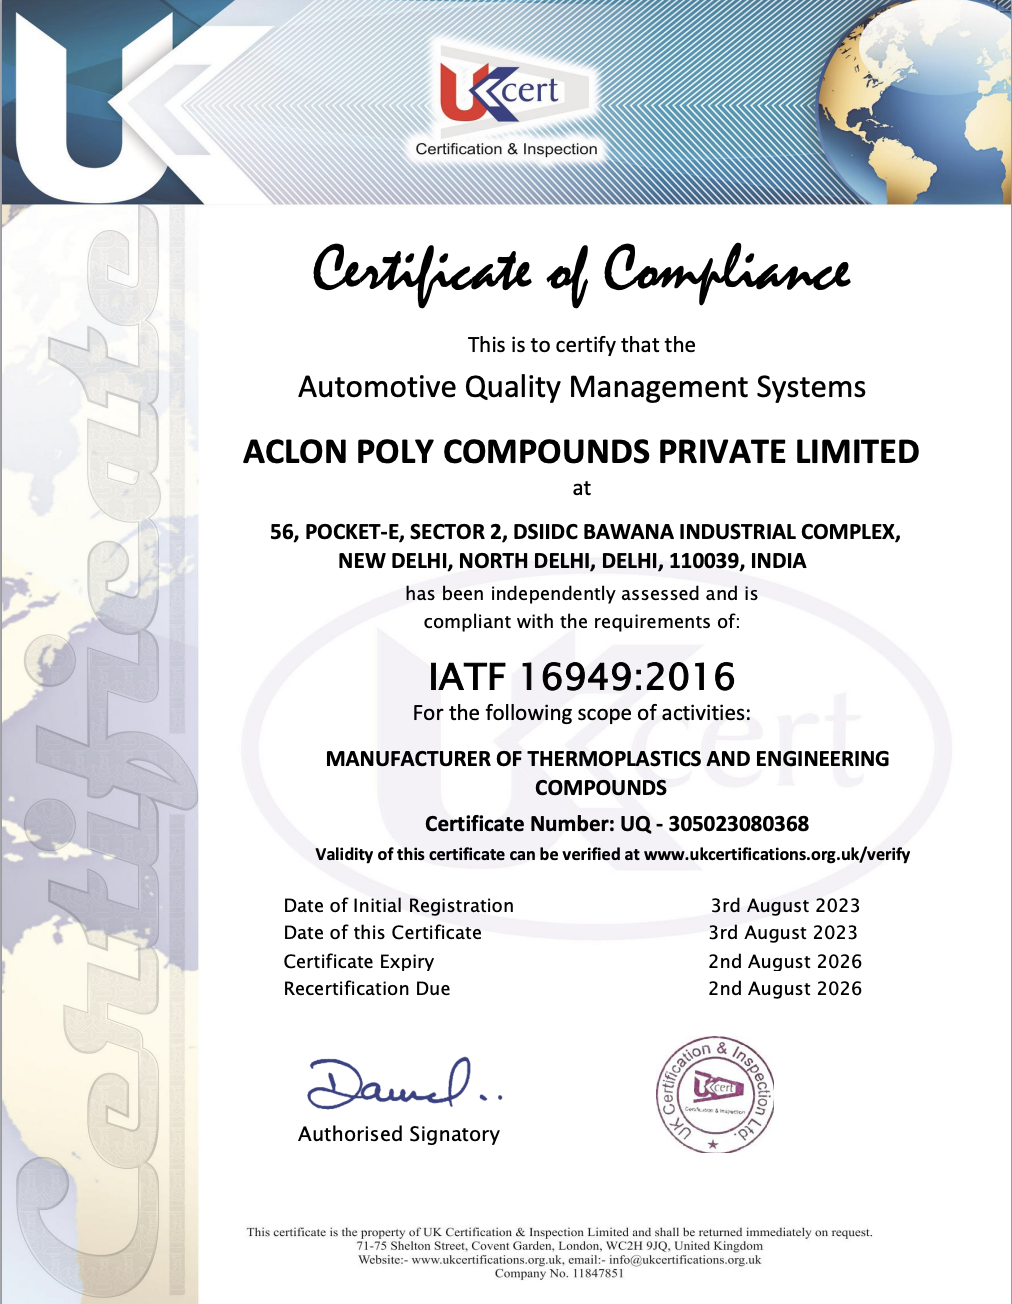 UK
UKcert
Certification & Inspection
Certificate
Certificate of Compliance
This is to certify that the
Automotive Quality Management Systems
ACLON POLY COMPOUNDS PRIVATE LIMITED
at
56, POCKET-E, SECTOR 2, DSIIDC BAWANA INDUSTRIAL COMPLEX,
NEW DELHI, NORTH DELHI, DELHI, 110039, INDIA
has been independently assessed and is
compliant with the requirements of:
IATF 16949:2016
For the following scope of activities:
UKcert
MANUFACTURER OF THERMOPLASTICS AND ENGINEERING
COMPOUNDS
Certificate Number: UQ - 305023080368
Validity of this certificate can be verified at www.ukcertifications.org.uk/verify
Date of Initial Registration 3rd August 2023
Date of this Certificate 3rd August 2023
Certificate Expiry 2nd August 2026
Recertification Due 2nd August 2026
Authorised Signatory
UK Certification & Inspection Ltd.
UKcert
Certification & Inspection
This certificate is the property of UK Certification & Inspection Limited and shall be returned immediately on request.
71-75 Shelton Street, Covent Garden, London, WC2H 9JQ, United Kingdom
Website:- www.ukcertifications.org.uk, email:- info@ukcertifications.org.uk
Company No. 11847851